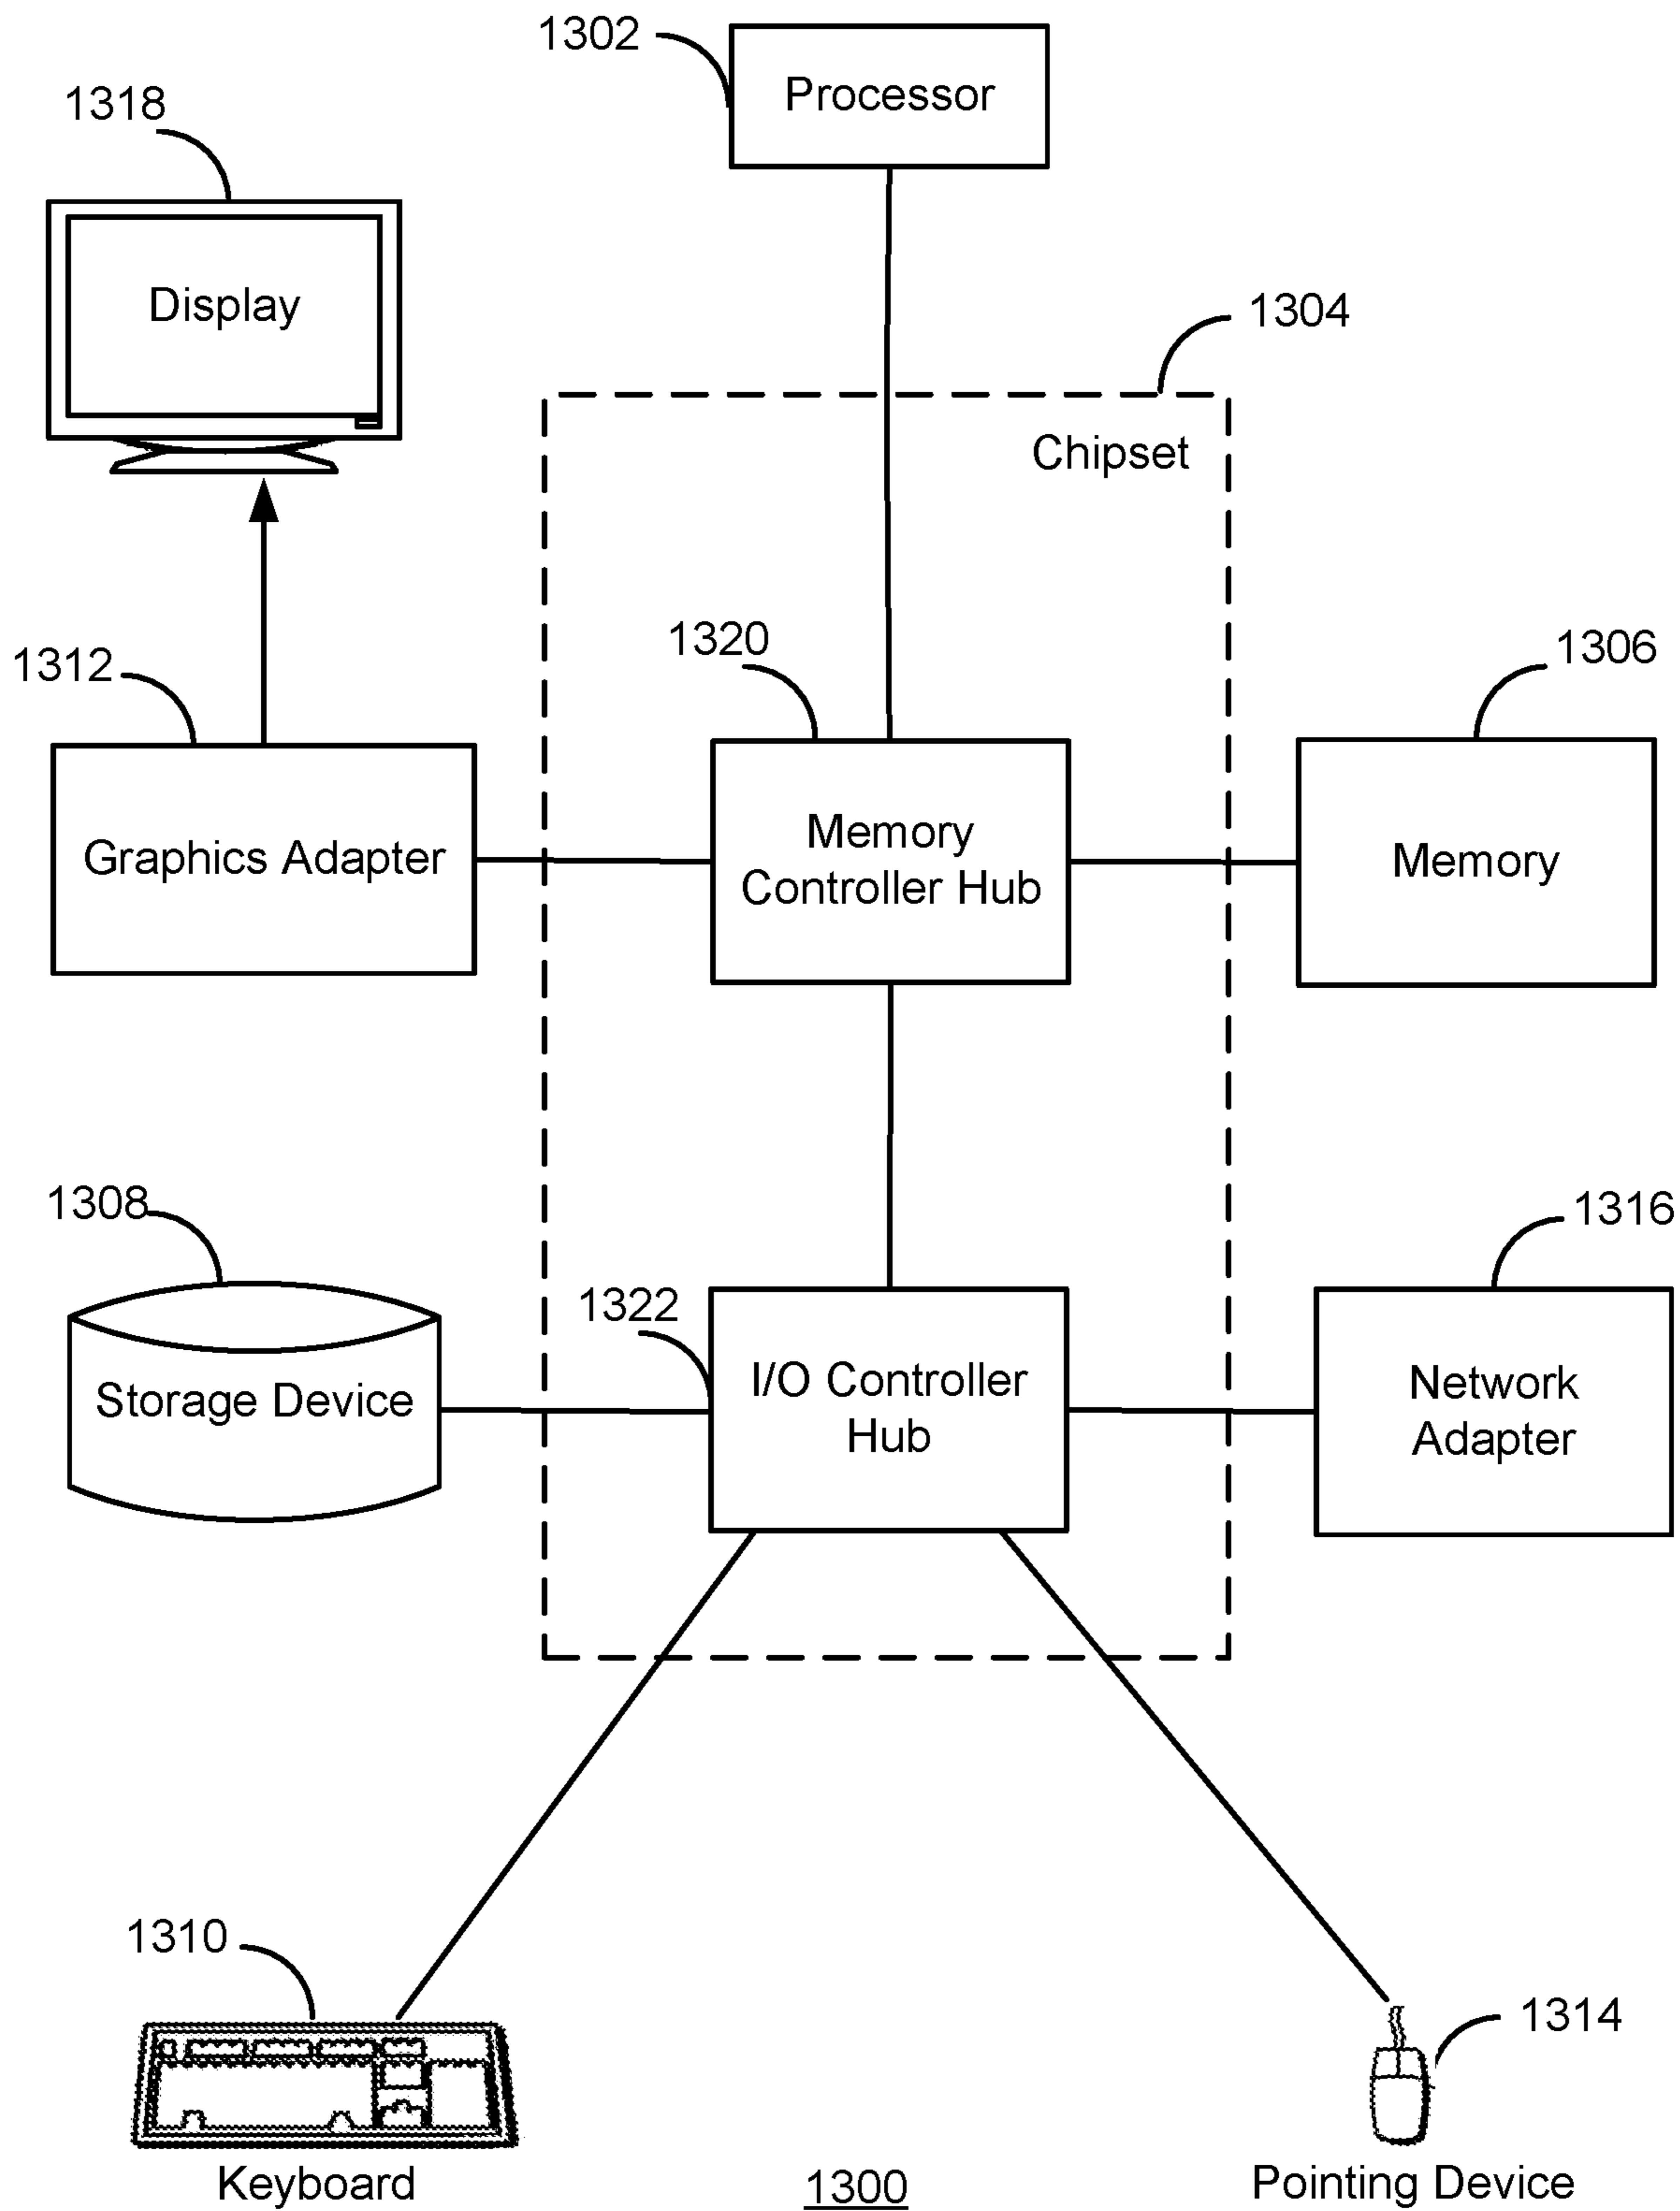 1302
Processor
1318
Display
1304
Chipset
1320
1306
1312
Memory
Controller Hub
Graphics Adapter
Memory
1308
1316
1322
I/O Controller
Hub
Storage Device
Network
Adapter
1310
1314
Keyboard
1300
Pointing Device